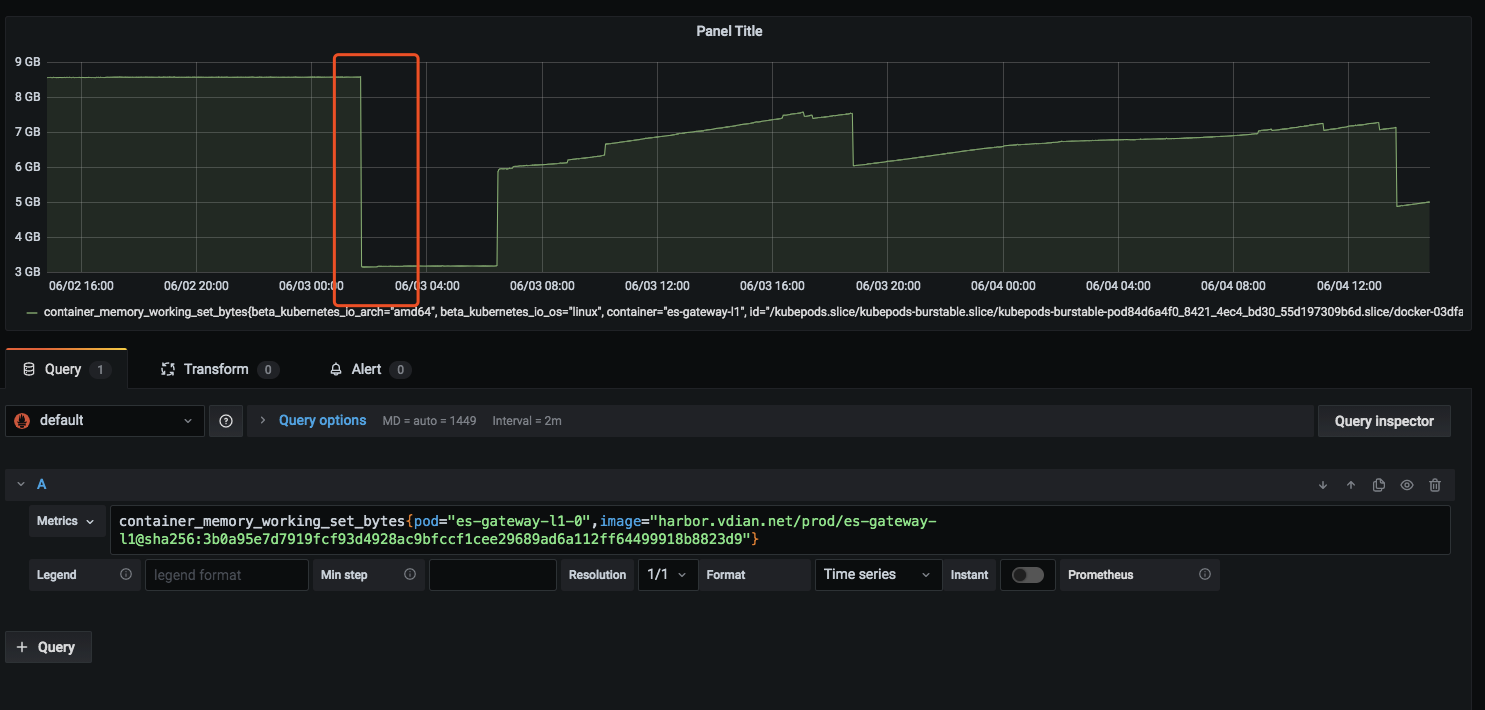 Panel Title
9 GB
8 GB
7 GB
6 GB
5 GB
4 GB
3 GB
06/02 16:00 06/02 20:00 06/03 00:00 06/03 04:00 06/03 08:00 06/03 12:00 06/03 16:00 06/03 20:00 06/04 00:00 06/04 04:00 06/04 08:00 06/04 12:00
container_memory_working_set_bytes{beta_kubernetes_io_arch="amd64", beta_kubernetes_io_os="linux", container="es-gateway-l1", id="/kubepods.slice/kubepods-burstable.slice/kubepods-burstable-pod84d6a4f0_8421_4ec4_bd30_55d197309b6d.slice/docker-03dfa
Query 1 Transform 0 Alert 0
default Query options MD = auto = 1449 Interval = 2m Query inspector
A
Metrics container_memory_working_set_bytes{pod="es-gateway-l1-0",image="harbor.vdian.net/prod/es-gateway-
l1@sha256:3b0a95e7d7919fcf93d4928ac9bfccf1cee29689ad6a112ff64499918b8823d9"}
Legend legend format Min step Resolution 1/1 Format Time series Instant Prometheus
+ Query